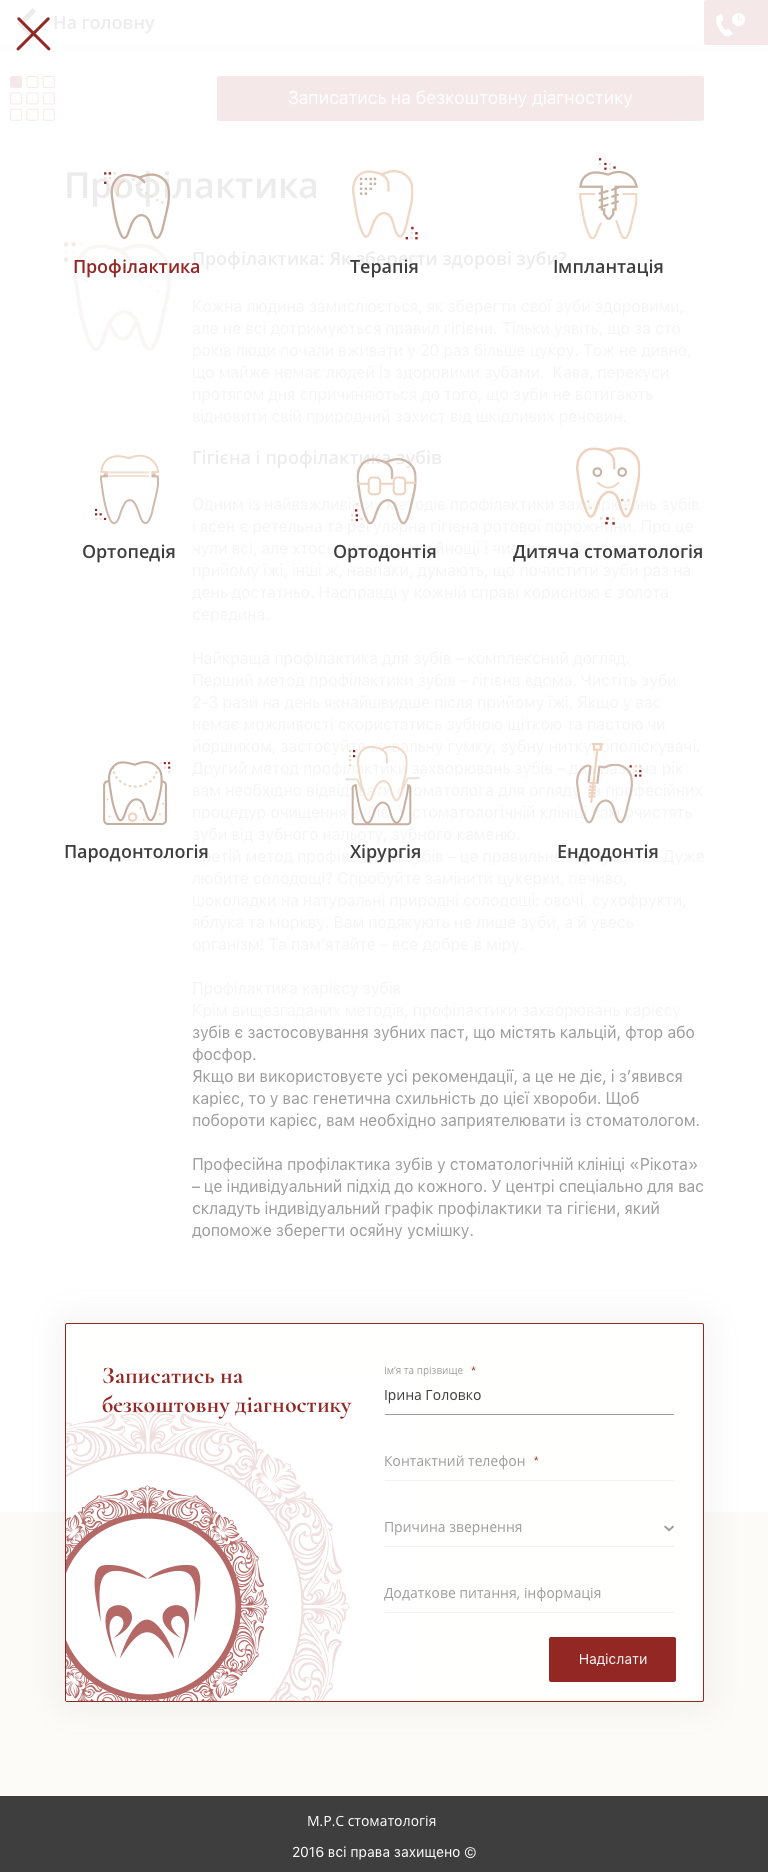 На головну
Записатись на безкоштовну діагностику
Профілактика
Профілактика: Як зберегти здорові зуби?
Профілактика
Терапія
Імплантація
Кожна людина замислюється, як зберегти свої зуби здоровими,
але не всі дотримуються правил гігієни. Тільки уявіть, що за сто
років люди почали вживати у 20 раз більше цукру. Тож не дивно,
що майже немає людей із здоровими зубами. Кава, перекуси
протягом дня спричиняються до того, що зуби не встигають
відновити свій природний захист від шкідливих речовин.
Гігієна і профілактика зубів
Одним із найважливіших методів профілактики захворювань зубів
і ясен є ретельна та регулярна гігієна ротової порожнини. Про це
чули всі, але хтось
Ортопедія
Ортодонтія
Дитяча стоматологія
прийому їжі, інші ж, навпаки, думають, що почистити зуби раз на
день достатньо. Насправді у кожній справі корисною є золота
середина.
Найкраща профілактика для зубів – комплексний догляд.
Перший метод профілактики зубів – гігієна вдома. Чистіть зуби
2-3 рази на день якнайшвидше після прийому їжі. Якщо у вас
немає можливості скористатись зубною щіткою та пастою чи
йоршиком, застосуйте жувальну гумку, зубну нитку, ополіскувачі.
Другий метод профілактики захворювань зубів – два рази на рік
вам необхідно відвідувати стоматолога для огляду та професійних
процедур очищення зубів. У стоматологічній клініці вам очистять
зуби від зубного нальоту, зубного каменю.
Пародонтологія
Хірургія
Ендодонтія
Третій метод профілактики зубів – це правильне Дуже
любите солодощі? Спробуйте замінити цукерки, печиво,
шоколадки на натуральні природні солодощі: овочі, сухофрукти,
яблука та моркву. Вам подякують не лише зуби, а й увесь
організм! Та пам’ятайте – все добре в міру.
Профілактика карієсу зубів
Крім вищезгаданих методів, профілактики захворювань карієсу
зубів є застосовування зубних паст, що містять кальцій, фтор або
фосфор.
Якщо ви використовуєте усі рекомендації, а це не діє, і з’явився
карієс, то у вас генетична схильність до цієї хвороби. Щоб
побороти карієс, вам необхідно заприятелювати із стоматологом.
Професійна профілактика зубів у стоматологічній клініці «Рікота»
– це індивідуальний підхід до кожного. У центрі спеціально для вас
складуть індивідуальний графік профілактики та гігієни, який
допоможе зберегти осяйну усмішку.
Записатись на
безкоштовну діагностику
Ім'я та прізвище *
Ірина Головко
Контактний телефон *
Причина звернення
Додаткове питання, інформація
Надіслати
М.Р.С стоматологія
2016 всі права захищено ©